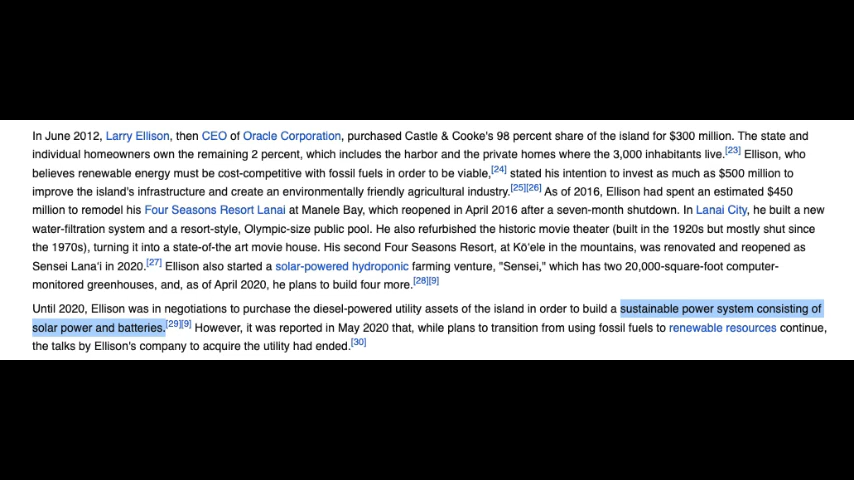 In June 2012, Larry Ellison, then CEO of Oracle Corporation, purchased Castle & Cooke's 98 percent share of the island for $300 million. The state and
individual homeowners own the remaining 2 percent, which includes the harbor and the private homes where the 3,000 inhabitants live.[23] Ellison, who
believes renewable energy must be cost-competitive with fossil fuels in order to be viable,[24] stated his intention to invest as much as $500 million to
improve the island's infrastructure and create an environmentally friendly agricultural industry.[25][26] As of 2016, Ellison had spent an estimated $450
million to remodel his Four Seasons Resort Lanai at Manele Bay, which reopened in April 2016 after a seven-month shutdown. In Lanai City, he built a new
water-filtration system and a resort-style, Olympic-size public pool. He also refurbished the historic movie theater (built in the 1920s but mostly shut since
the 1970s), turning it into a state-of-the art movie house. His second Four Seasons Resort, at Kōʻele in the mountains, was renovated and reopened as
Sensei Lanaʻi in 2020.[27] Ellison also started a solar-powered hydroponic farming venture, "Sensei," which has two 20,000-square-foot computer-
monitored greenhouses, and, as of April 2020, he plans to build four more.[28][9]
Until 2020, Ellison was in negotiations to purchase the diesel-powered utility assets of the island in order to build a sustainable power system consisting of
solar power and batteries.[29][9] However, it was reported in May 2020 that, while plans to transition from using fossil fuels to renewable resources continue,
the talks by Ellison's company to acquire the utility had ended.[30]